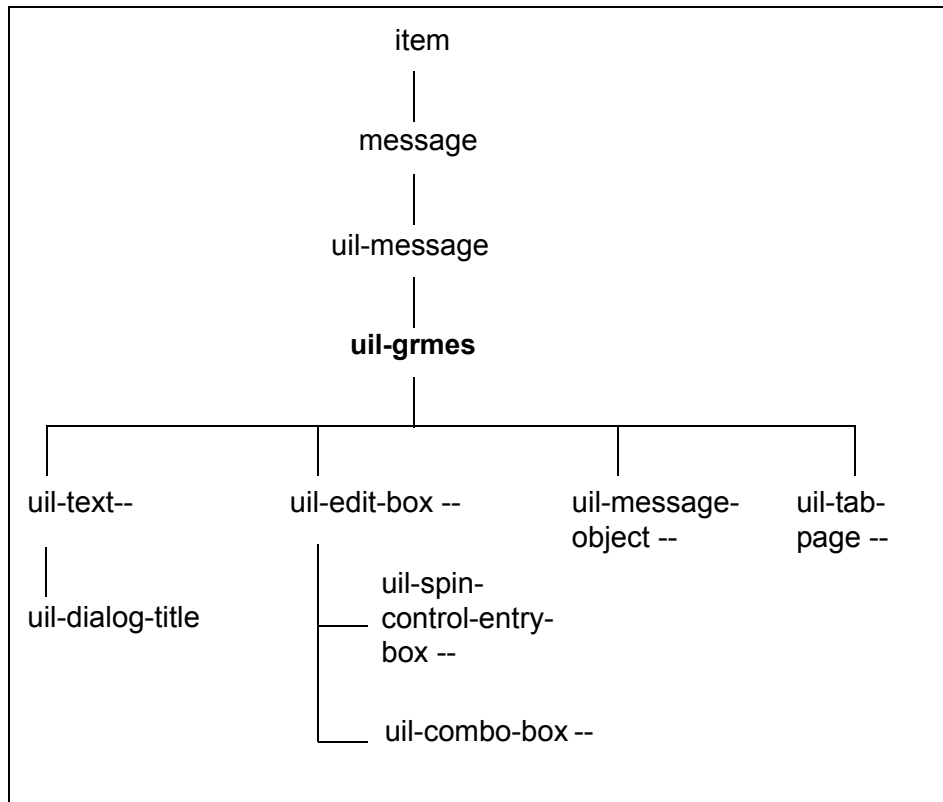 item
message
uil-message
uil-grmes
uil-text--
uil-edit-box --
uil-message-
object --
uil-tab-
page --
uil-dialog-title
uil-spin-
control-entry-
box --
uil-combo-box --